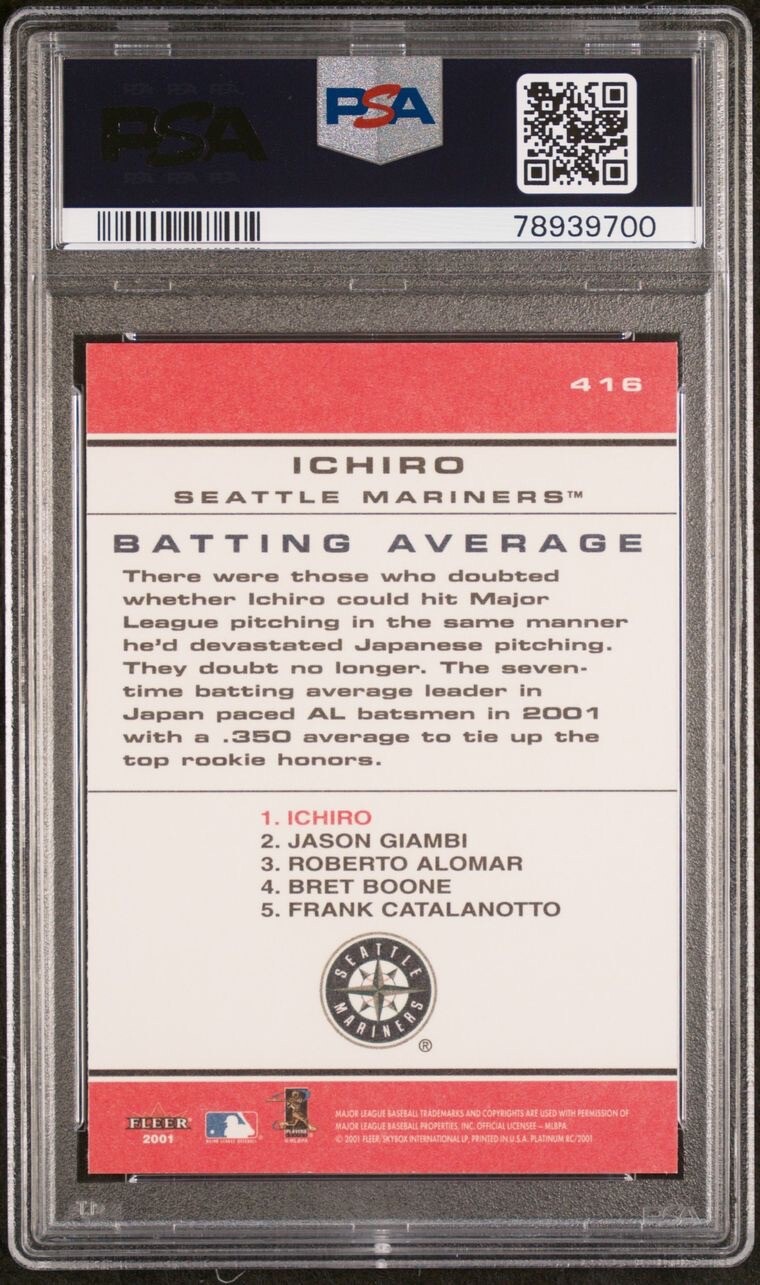 PSA
PSA
78939700
416
ICHIRO
SEATTLE MARINERS™
BATTING AVERAGE
There were those who doubted
whether Ichiro could hit Major
League pitching in the same manner
he'd devastated Japanese pitching.
They doubt no longer. The seven-
time batting average leader in
Japan paced AL batsmen in 2001
with a .350 average to tie up the
top rookie honors.
1. ICHIRO
2. JASON GIAMBI
3. ROBERTO ALOMAR
4. BRET BOONE
5. FRANK CATALANOTTO
SEATTLE
MARINERS
®
FLEER
2001
MAJOR LEAGUE BASEBALL TRADEMARKS AND COPYRIGHTS ARE USED WITH PERMISSION OF
MAJOR LEAGUE BASEBALL PROPERTIES, INC. OFFICIAL LICENSEE – MLBPA
© 2001 FLEER/SKYBOX INTERNATIONAL LP, PRINTED IN U.S.A. PLATINUM RC/2001
PSA